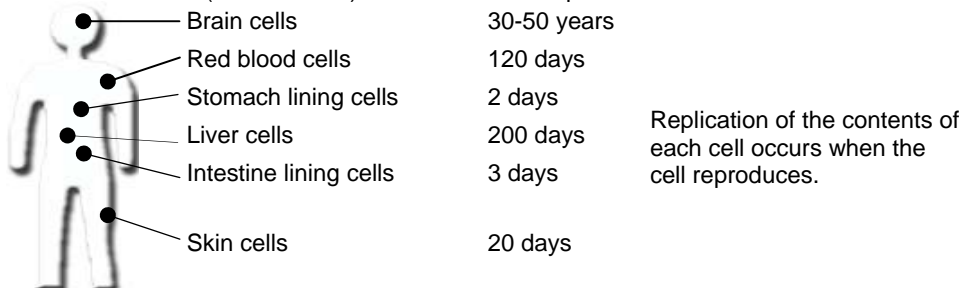 Brain cells 30-50 years
Red blood cells 120 days
Stomach lining cells 2 days
Liver cells 200 days
Intestine lining cells 3 days
Skin cells 20 days
Replication of the contents of
each cell occurs when the
cell reproduces.